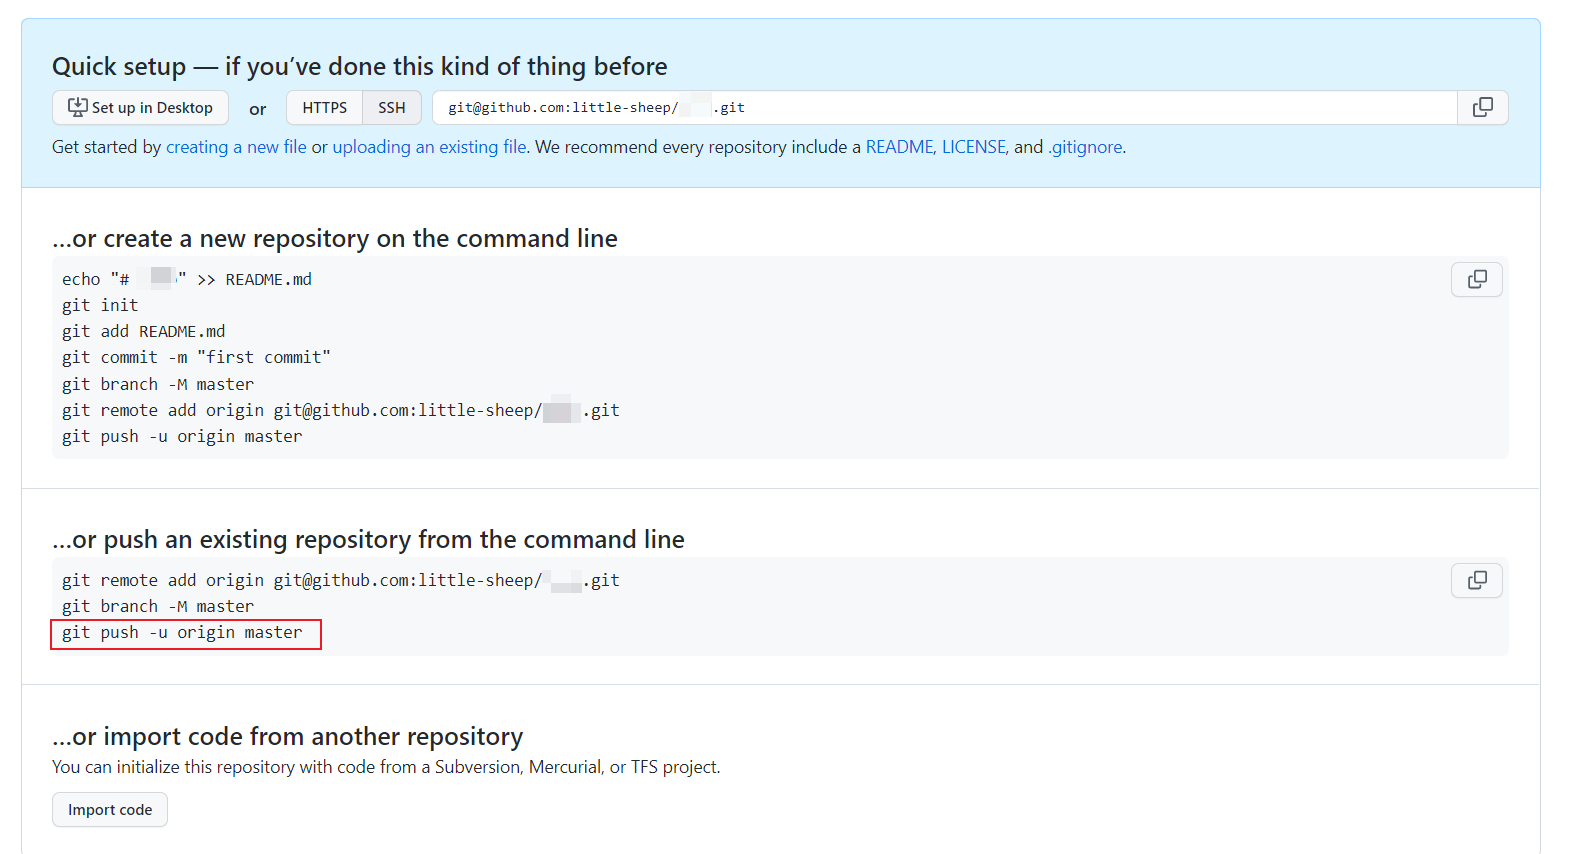 Quick setup — if you’ve done this kind of thing before
Set up in Desktop or HTTPS SSH git@github.com:little-sheep/ .git
Get started by creating a new file or uploading an existing file. We recommend every repository include a README, LICENSE, and .gitignore.
…or create a new repository on the command line
echo "# " >> README.md
git init
git add README.md
git commit -m "first commit"
git branch -M master
git remote add origin git@github.com:little-sheep/ .git
git push -u origin master
…or push an existing repository from the command line
git remote add origin git@github.com:little-sheep/ .git
git branch -M master
git push -u origin master
…or import code from another repository
You can initialize this repository with code from a Subversion, Mercurial, or TFS project.
Import code